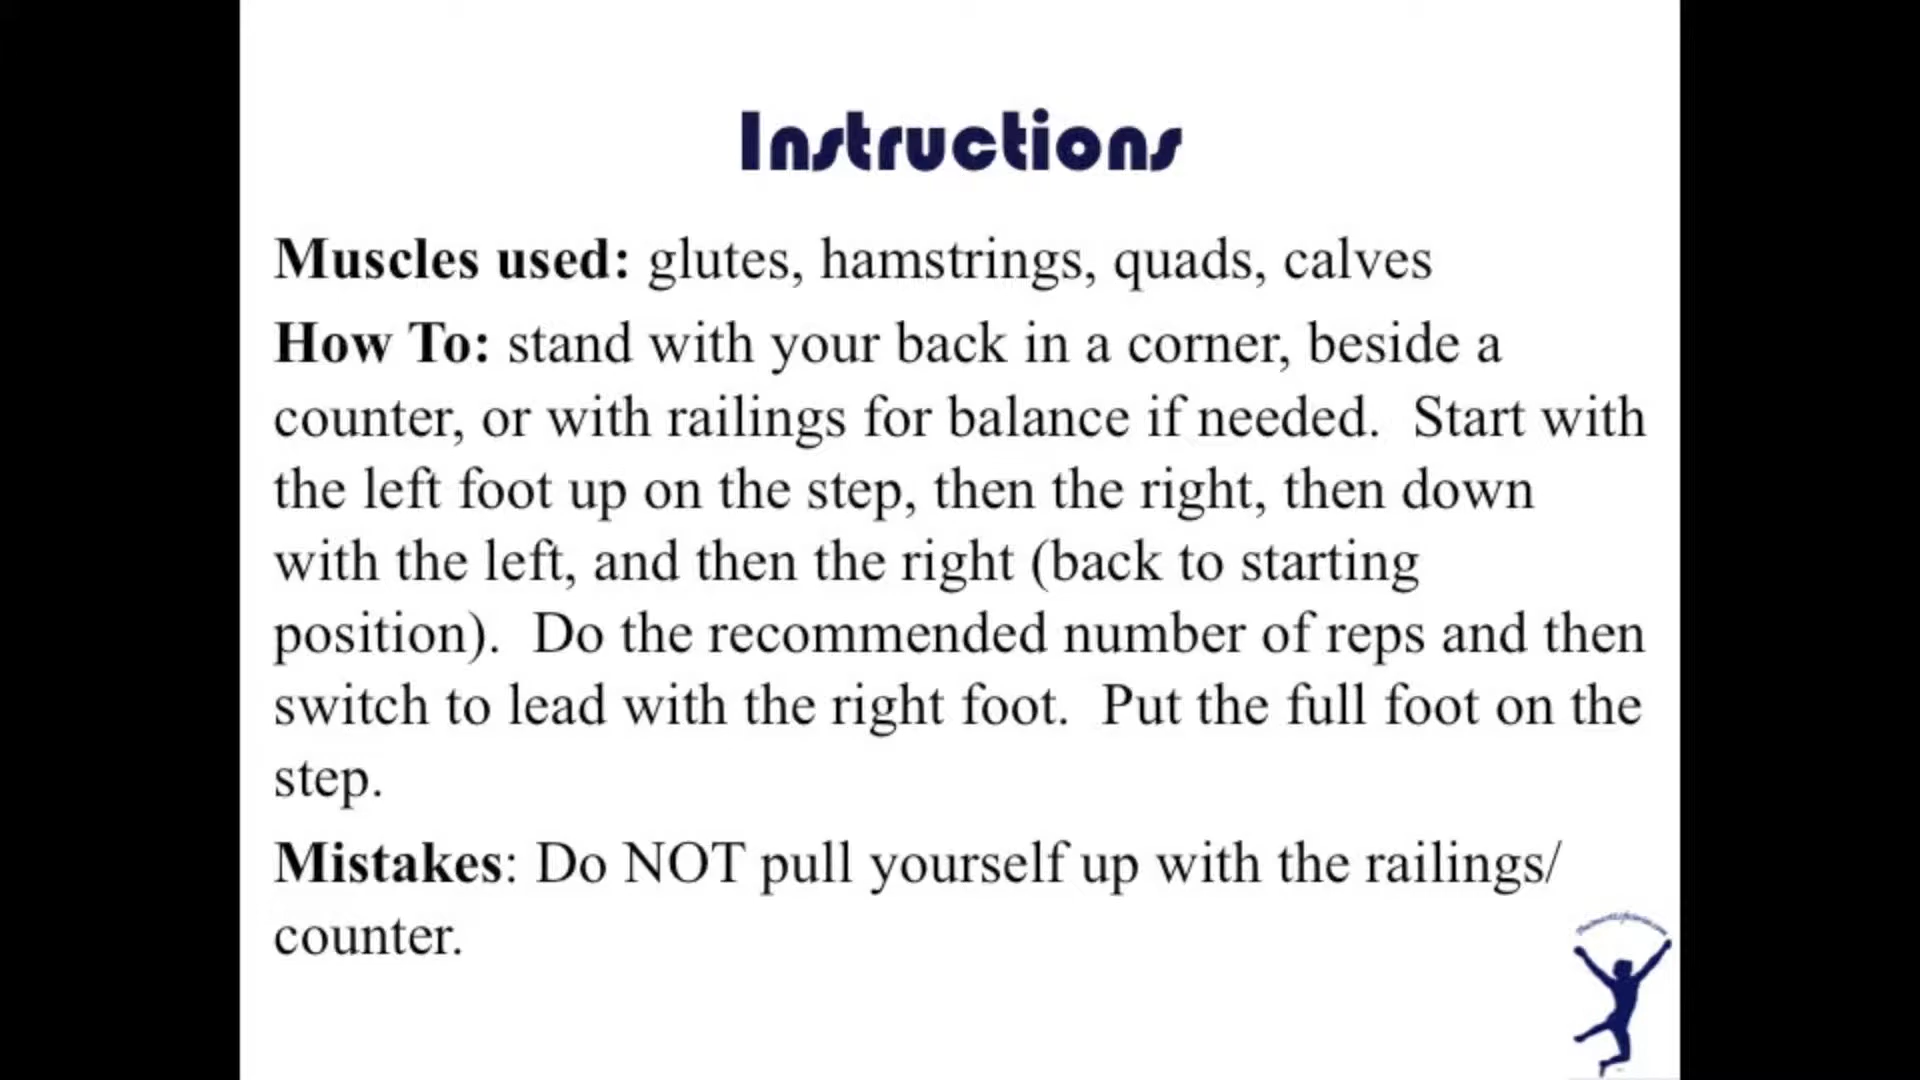 Instructions
Muscles used: glutes, hamstrings, quads, calves
How To: stand with your back in a corner, beside a
counter, or with railings for balance if needed.  Start with
the left foot up on the step, then the right, then down
with the left, and then the right (back to starting
position).  Do the recommended number of reps and then
switch to lead with the right foot.  Put the full foot on the
step.
Mistakes: Do NOT pull yourself up with the railings/
counter.